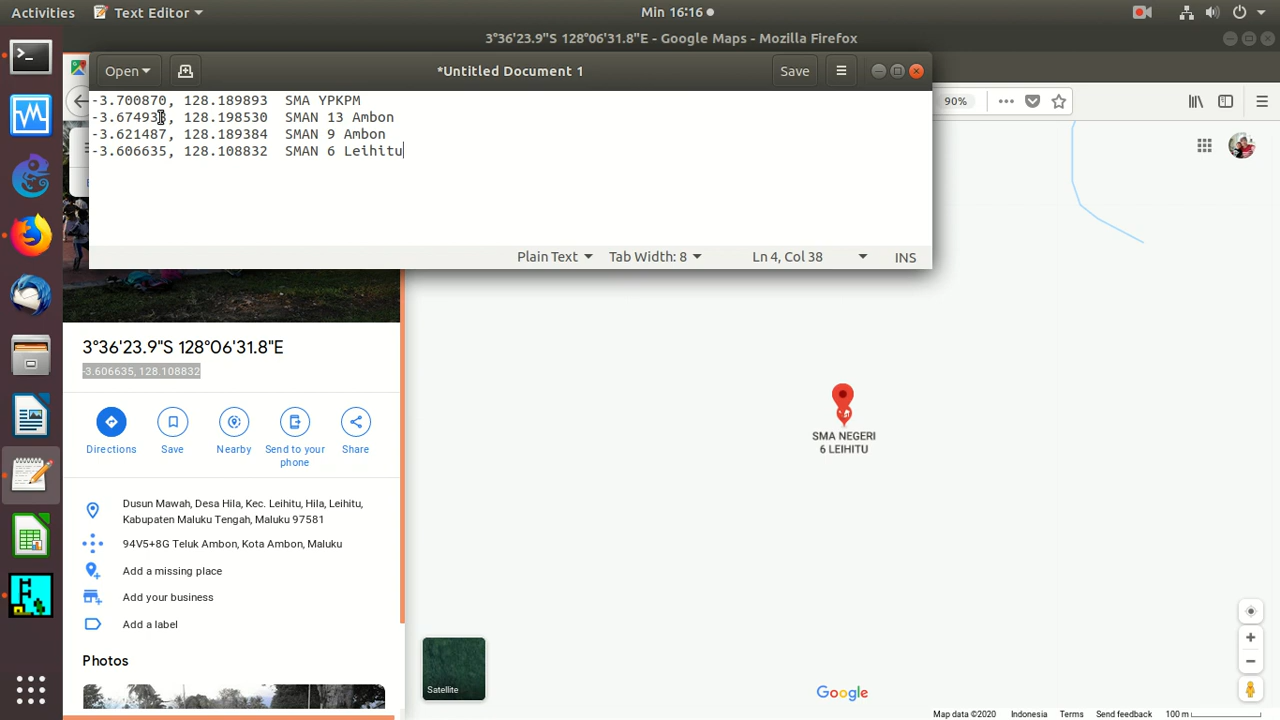 Activities
Text Editor
Min 16:16
3°36'23.9"S 128°06'31.8"E - Google Maps - Mozilla Firefox
Open
*Untitled Document 1
Save
-3.700870, 128.189893 SMA YPKPM
-3.67493, 128.198530 SMAN 13 Ambon
-3.621487, 128.189384 SMAN 9 Ambon
-3.606635, 128.108832 SMAN 6 Leihitu
Plain Text
Tab Width: 8
Ln 4, Col 38
INS
90%
3°36'23.9"S 128°06'31.8"E
-3.606635, 128.108832
Directions
Save
Nearby
Send to your
phone
Share
Dusun Mawah, Desa Hila, Kec. Leihitu, Hila, Leihitu,
Kabupaten Maluku Tengah, Maluku 97581
94V5+8G Teluk Ambon, Kota Ambon, Maluku
Add a missing place
Add your business
Add a label
Photos
SMA NEGERI
6 LEIHITU
Satellite
Google
Map data ©2020 Indonesia Terms Send feedback 100 m